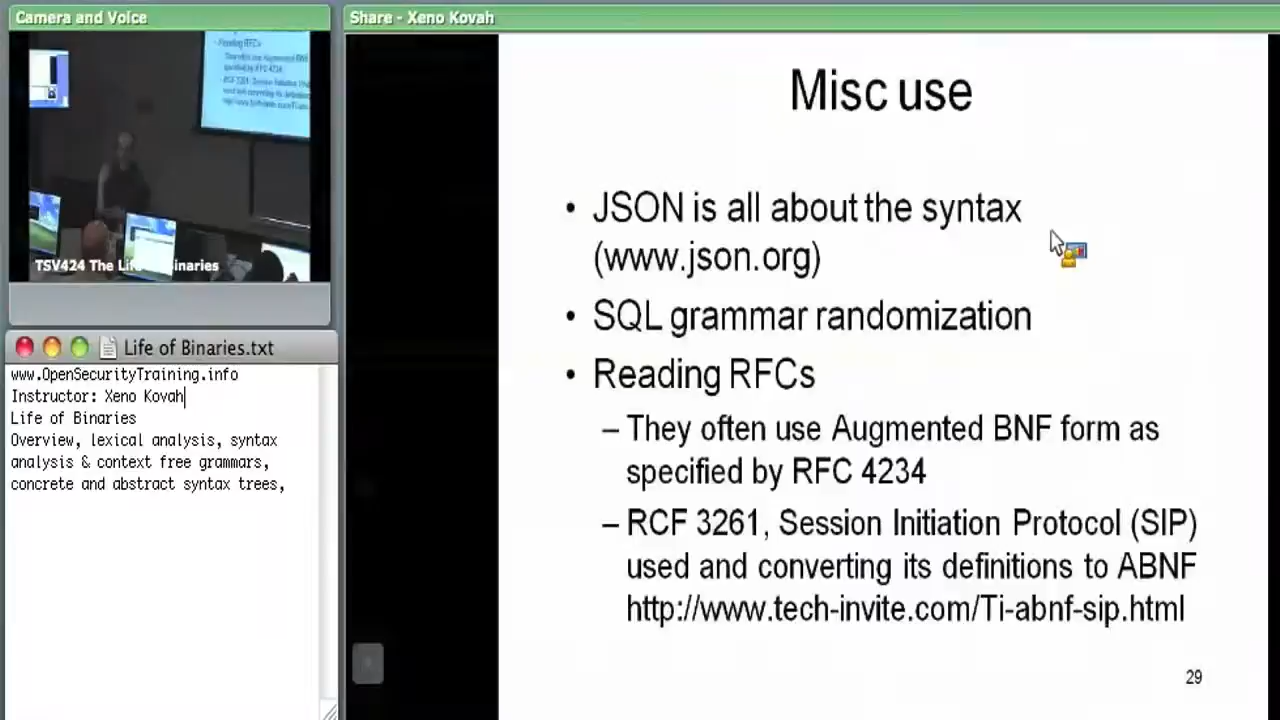 Camera and Voice
Share - Xeno Kovah
Reading RFCs
TSV424 The Life of Binaries
Life of Binaries.txt
www.OpenSecurityTraining.info
Instructor: Xeno Kovah
Life of Binaries
Overview, lexical analysis, syntax
analysis & context free grammars,
concrete and abstract syntax trees,
Misc use
• JSON is all about the syntax
(www.json.org)
• SQL grammar randomization
• Reading RFCs
– They often use Augmented BNF form as
specified by RFC 4234
– RCF 3261, Session Initiation Protocol (SIP)
used and converting its definitions to ABNF
http://www.tech-invite.com/Ti-abnf-sip.html
29